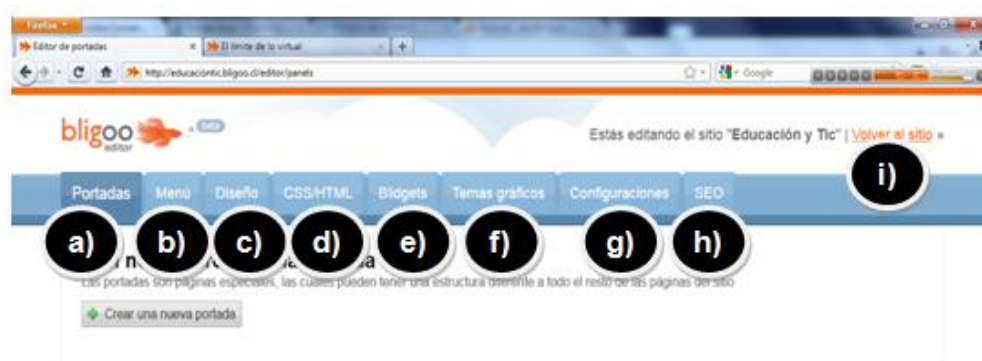 Firefox
Editor de portadas × El límite de lo virtual × +
http://educaciontic.bligoo.cl/editor/panels Google
bligoo beta
editor
Estás editando el sitio "Educación y Tic" | Volver al sitio »
i)
Portadas Menú Diseño CSS/HTML Blidgets Temas gráficos Configuraciones SEO
a) b) c) d) e) f) g) h)
Las portadas son páginas especiales, las cuales pueden tener una estructura diferente a todo el resto de las páginas del sitio
Crear una nueva portada